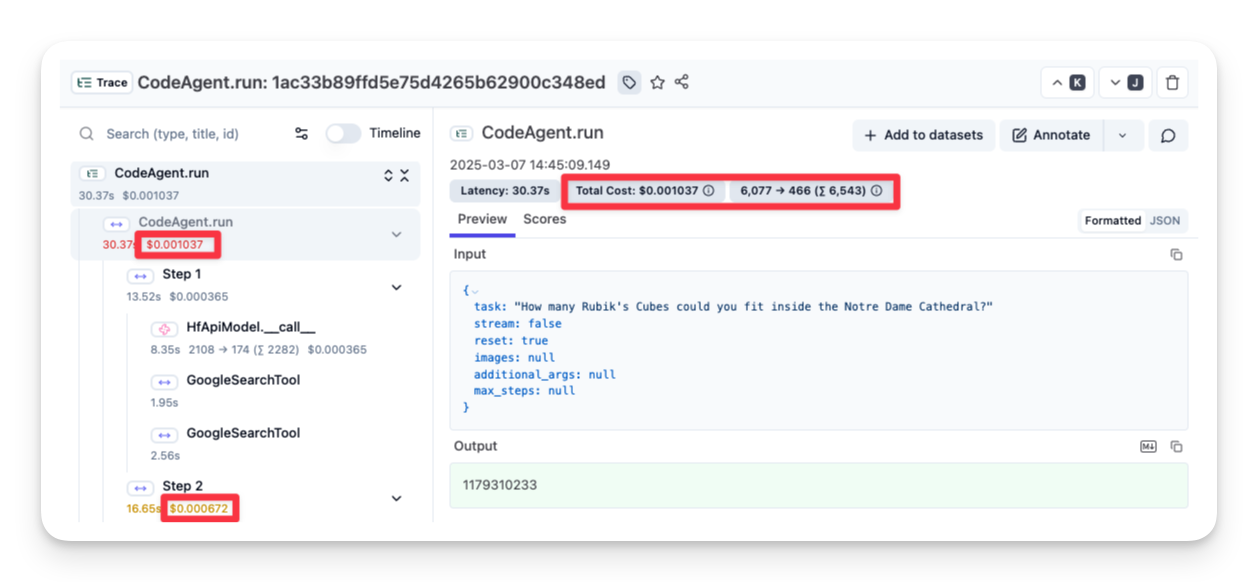 Trace CodeAgent.run: 1ac33b89ffd5e75d4265b62900c348ed K J
Search (type, title, id) Timeline
CodeAgent.run
30.37s $0.001037
CodeAgent.run
30.37s $0.001037
Step 1
13.52s $0.000365
HfApiModel.__call__
8.35s 2108 → 174 (∑ 2282) $0.000365
GoogleSearchTool
1.95s
GoogleSearchTool
2.56s
Step 2
16.65s $0.000672
CodeAgent.run + Add to datasets Annotate
2025-03-07 14:45:09.149
Latency: 30.37s Total Cost: $0.001037 6,077 → 466 (∑ 6,543)
Preview Scores Formatted JSON
Input
{
task: "How many Rubik's Cubes could you fit inside the Notre Dame Cathedral?"
stream: false
reset: true
images: null
additional_args: null
max_steps: null
}
Output M↓
1179310233